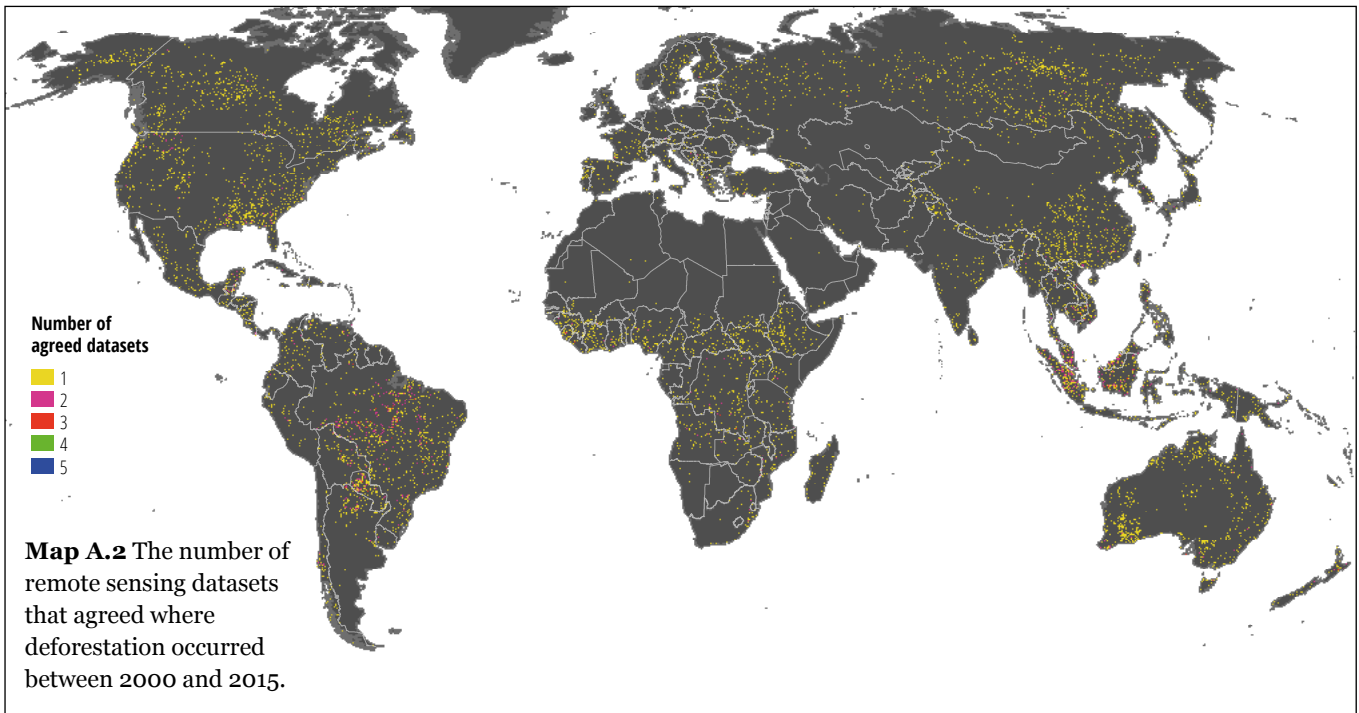 Number of
agreed datasets
1
2
3
4
5
Map A.2 The number of
remote sensing datasets
that agreed where
deforestation occurred
between 2000 and 2015.